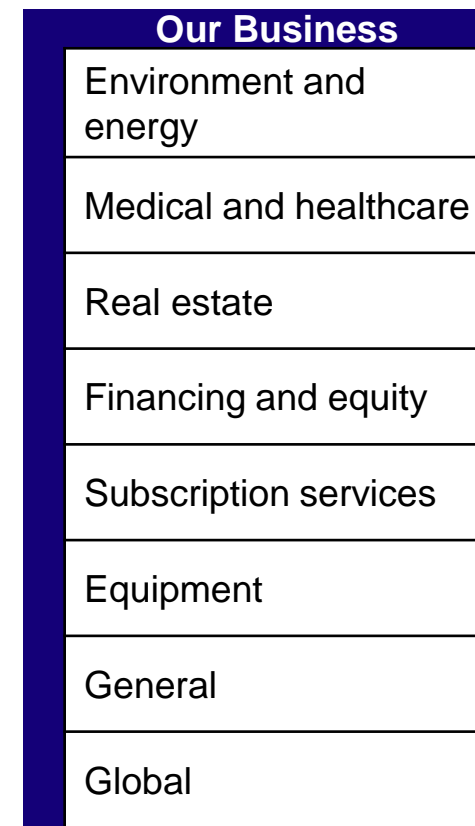 Our Business
Environment and
energy
Medical and healthcare
Real estate
Financing and equity
Subscription services
Equipment
General
Global